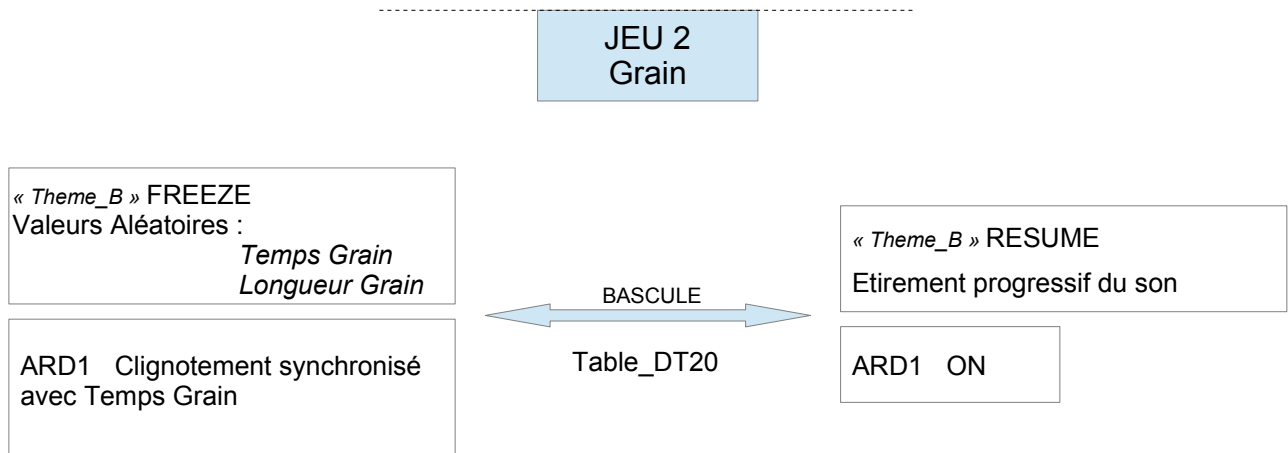 JEU 2
Grain
« Theme_B » FREEZE
Valeurs Aléatoires :
Temps Grain
Longueur Grain
ARD1 Clignotement synchronisé
avec Temps Grain
BASCULE
Table_DT20
« Theme_B » RESUME
Etirement progressif du son
ARD1 ON